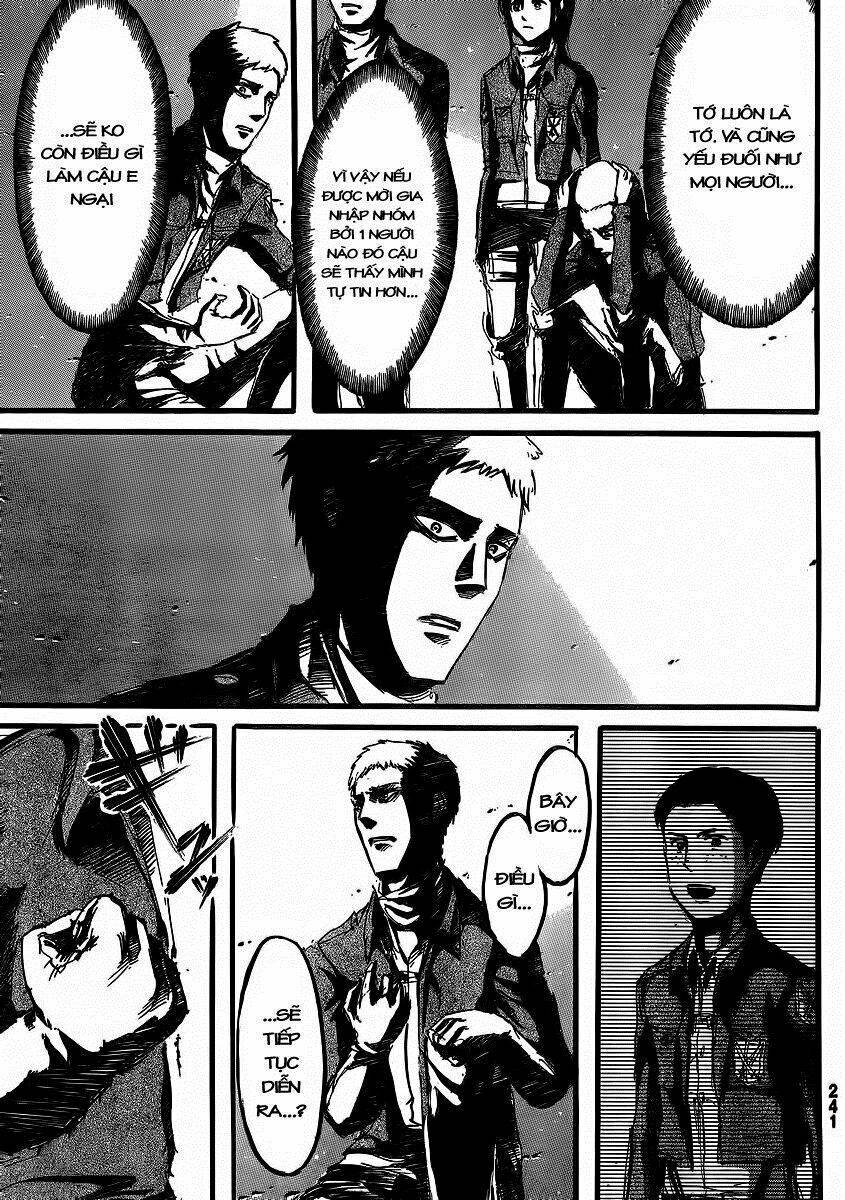 TỚ LUÔN LÀ
TỚ, VÀ CŨNG
YẾU ĐUỐI NHƯ
MỌI NGƯỜI...
VÌ VẬY NẾU
ĐƯỢC MỜI GIA
NHẬP NHÓM
BỞI 1 NGƯỜI
NÀO ĐÓ CẬU
SẼ THẤY MÌNH
TỰ TIN HƠN...
...SẼ KO
CÒN ĐIỀU GÌ
LÀM CẬU E
NGẠI
BÂY
GIỜ...
ĐIỀU
GÌ...
...SẼ
TIẾP
TỤC
DIỄN
RA...?
241